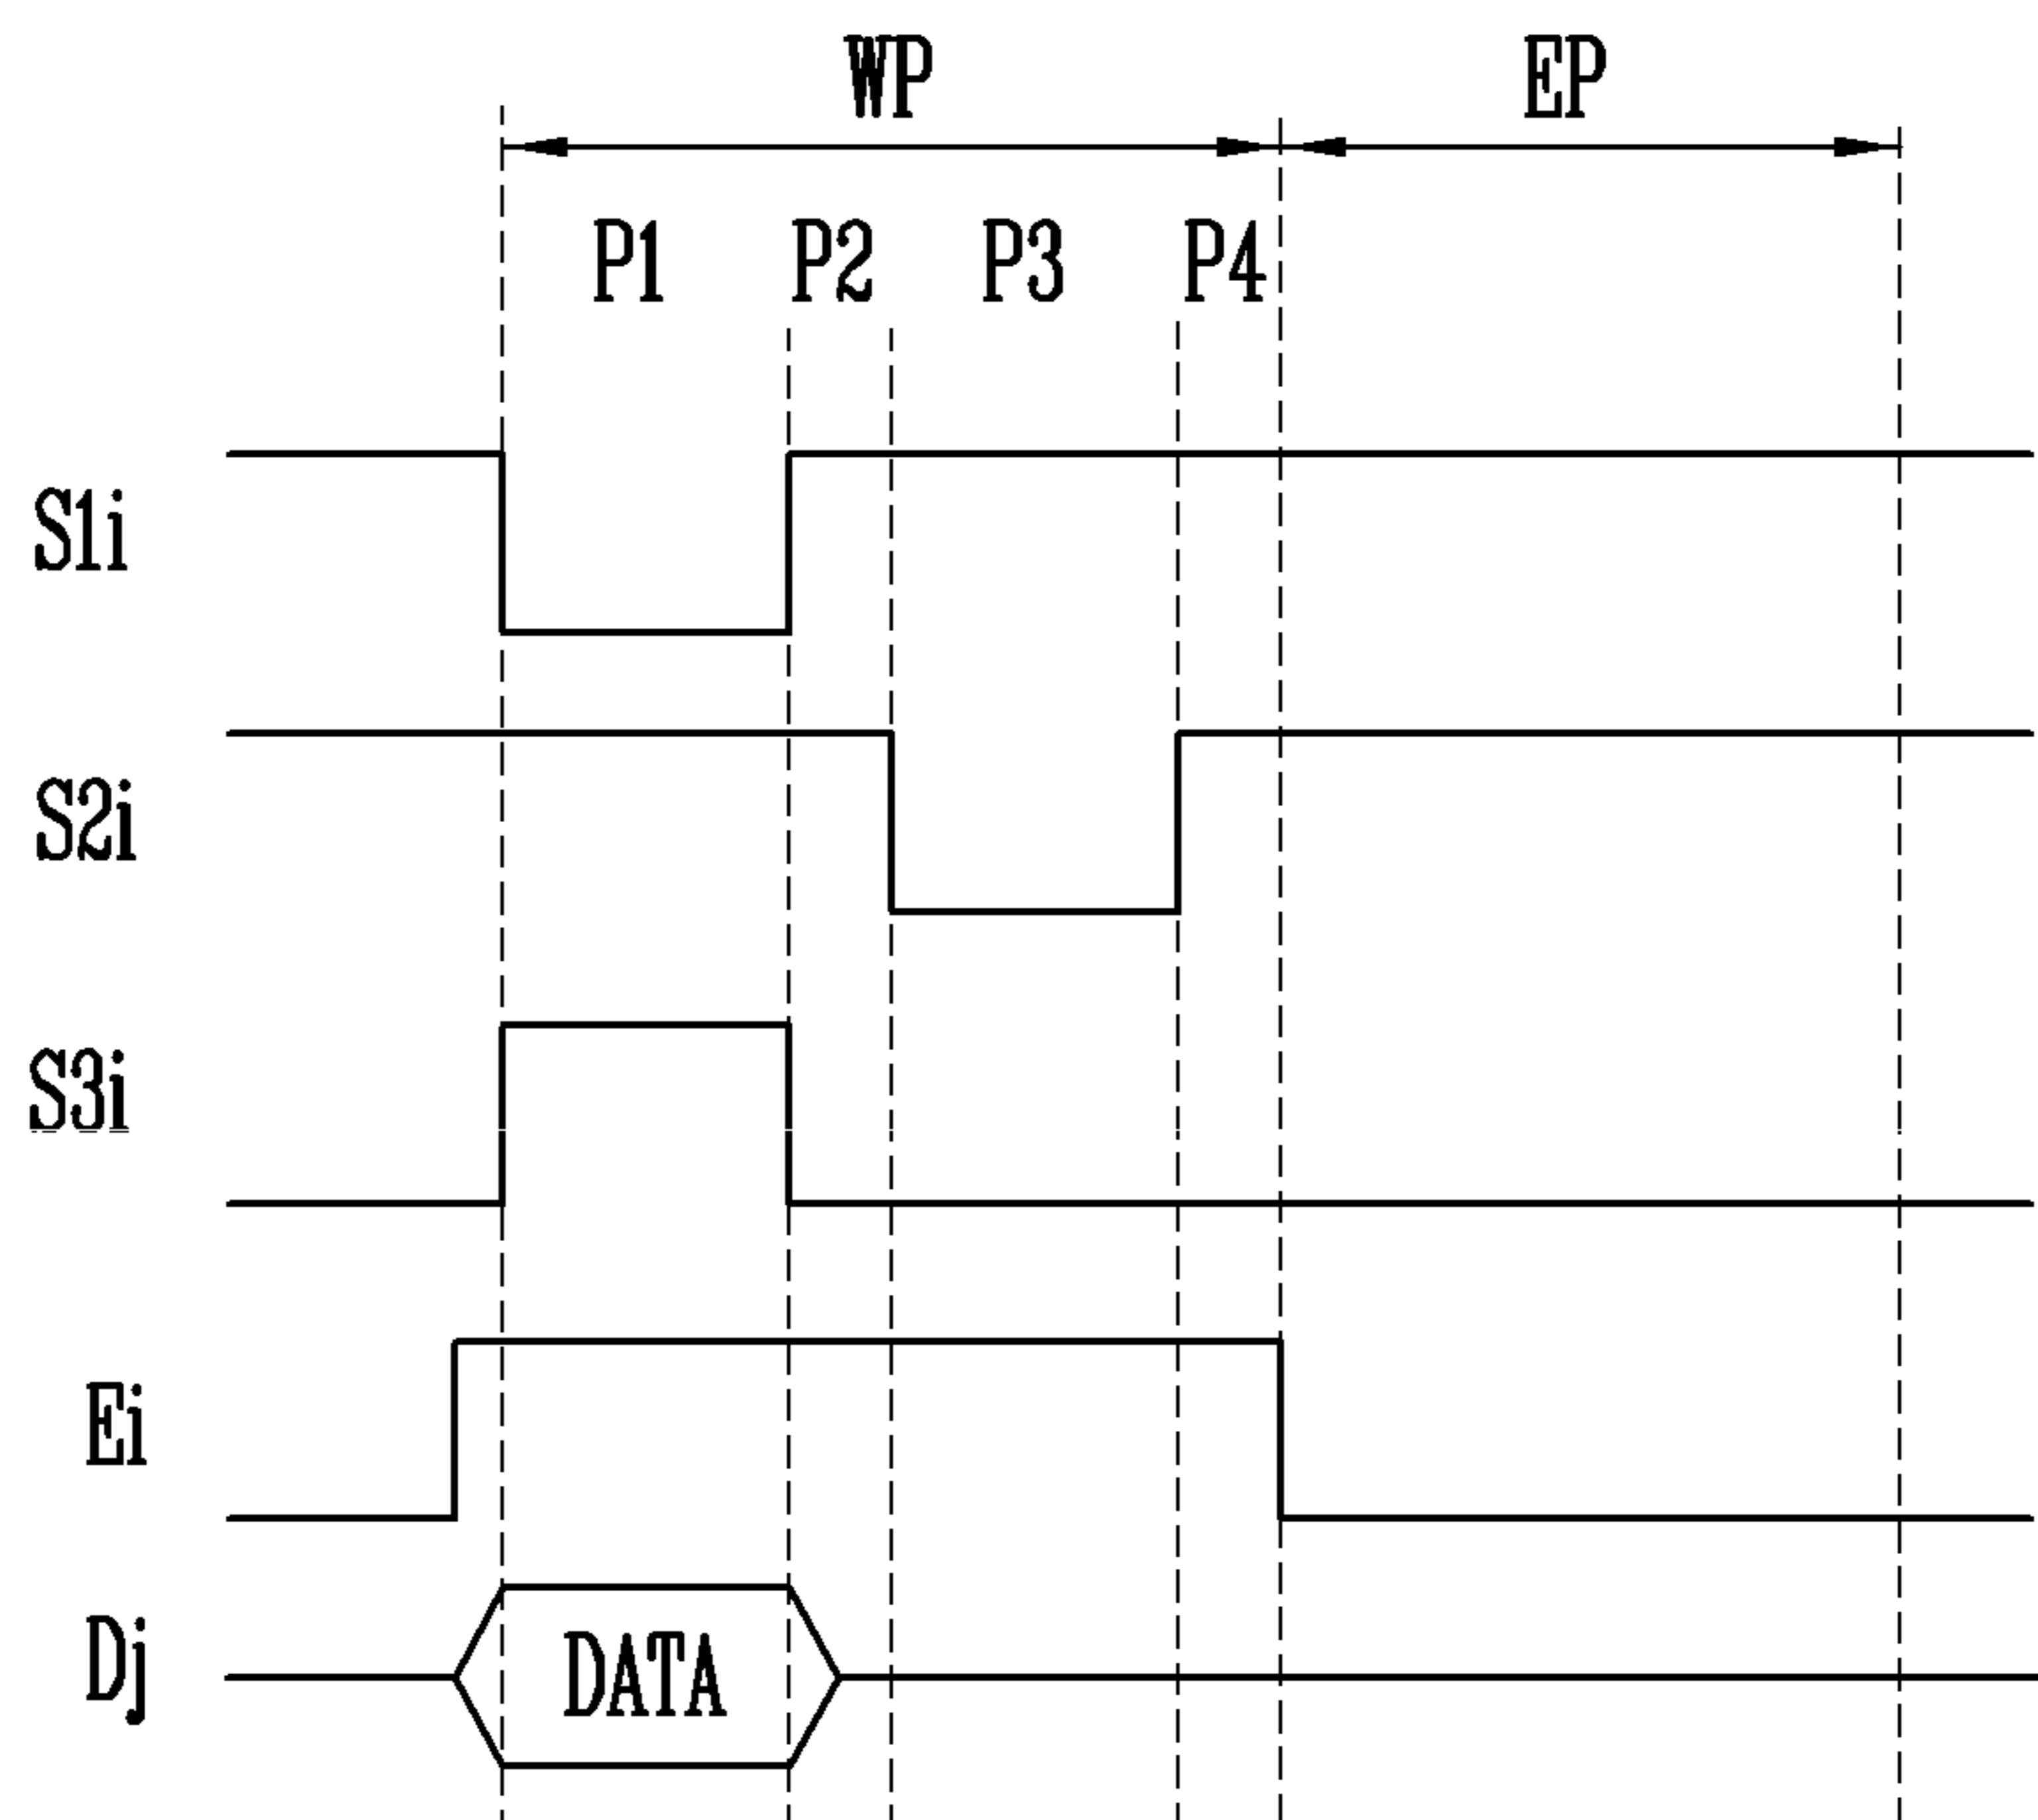 WP EP
P1 P2 P3 P4
S1i
S2i
S3i
Ei
Dj DATA